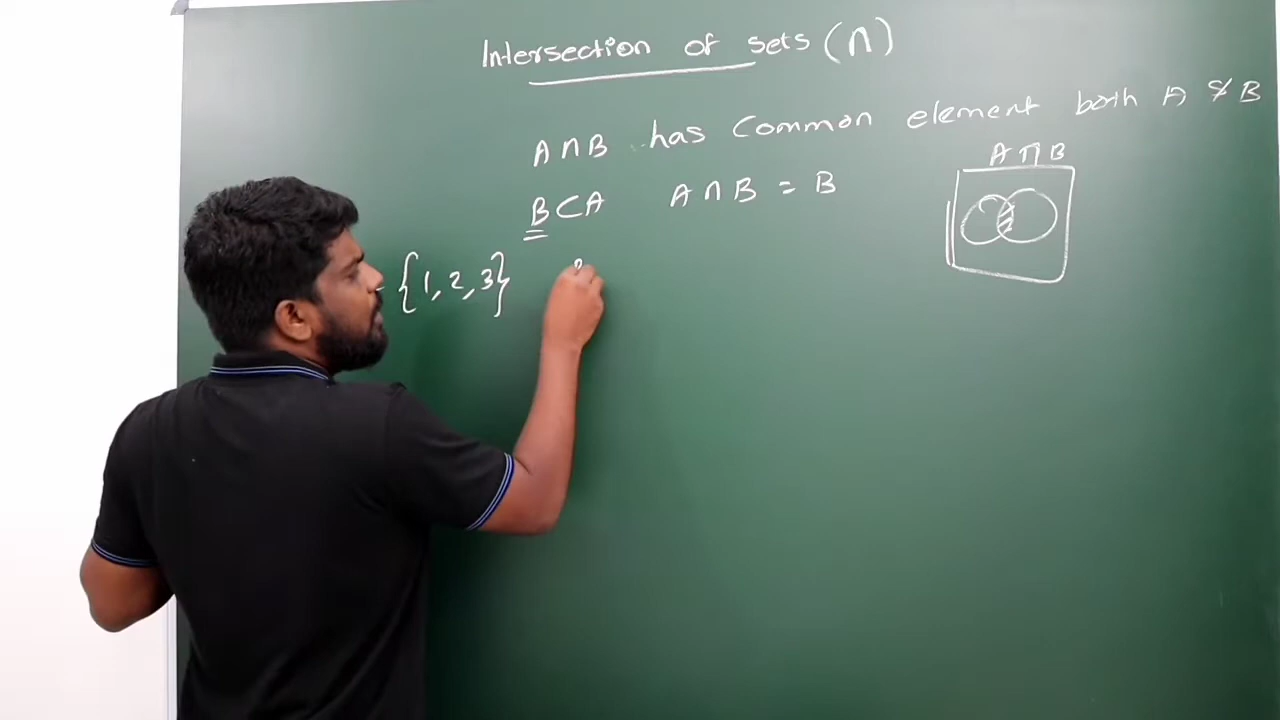 Intersection of sets (∩)
A∩B has Common element both A & B
A∩B
B⊂A A∩B = B
= {1, 2, 3}